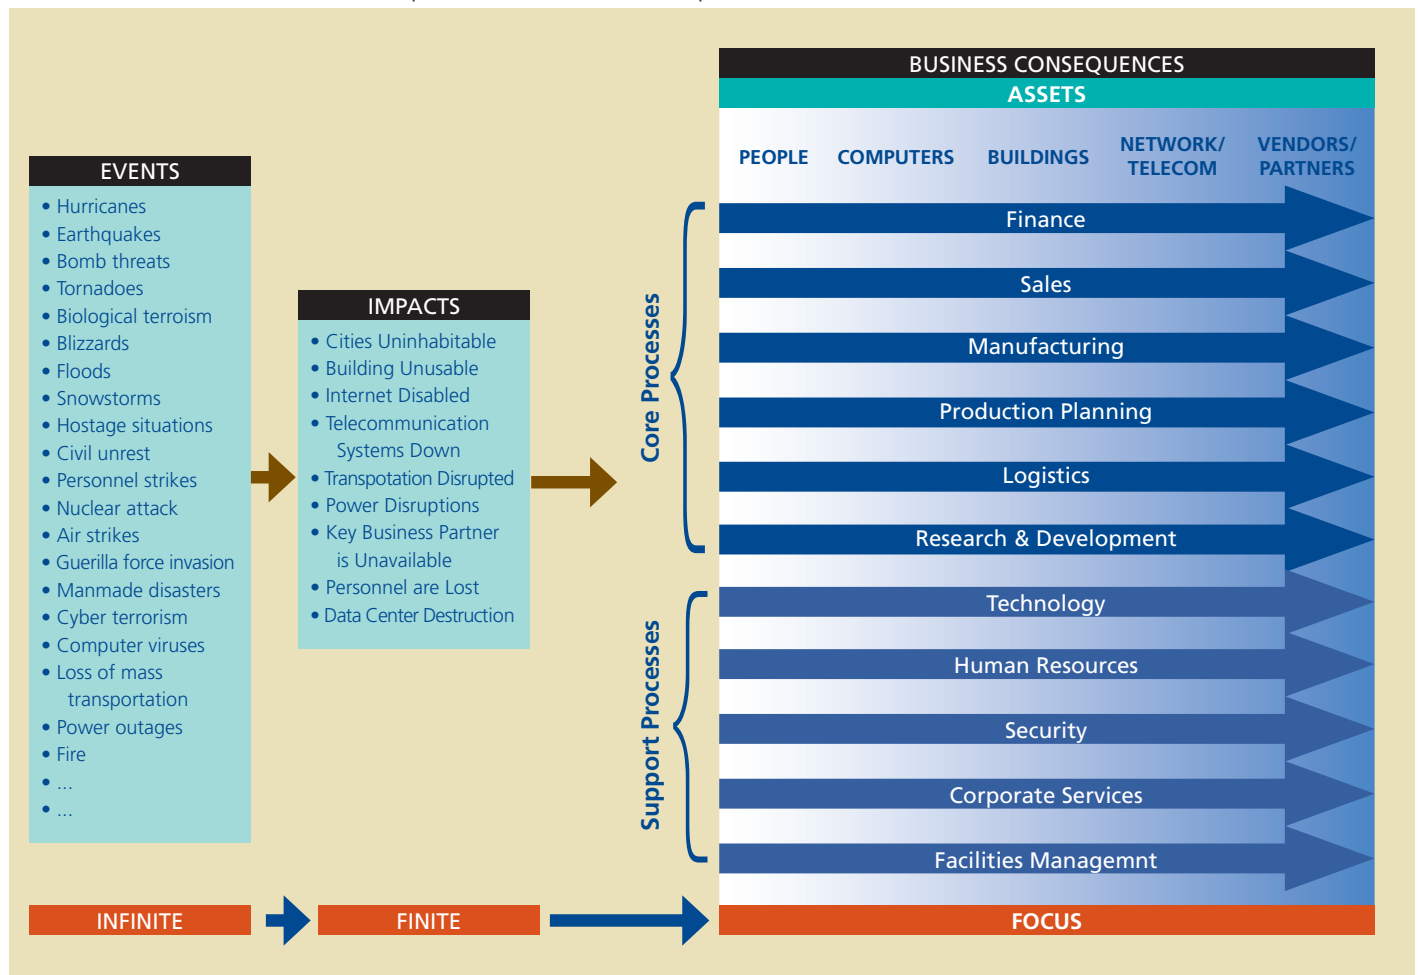 EVENTS
• Hurricanes
• Earthquakes
• Bomb threats
• Tornadoes
• Biological terroism
• Blizzards
• Floods
• Snowstorms
• Hostage situations
• Civil unrest
• Personnel strikes
• Nuclear attack
• Air strikes
• Guerilla force invasion
• Manmade disasters
• Cyber terrorism
• Computer viruses
• Loss of mass
transportation
• Power outages
• Fire
• ...
• ...
INFINITE
IMPACTS
• Cities Uninhabitable
• Building Unusable
• Internet Disabled
• Telecommunication
Systems Down
• Transpotation Disrupted
• Power Disruptions
• Key Business Partner
is Unavailable
• Personnel are Lost
• Data Center Destruction
FINITE
BUSINESS CONSEQUENCES
ASSETS
PEOPLE
COMPUTERS
BUILDINGS
NETWORK/
TELECOM
VENDORS/
PARTNERS
Core Processes
Finance
Sales
Manufacturing
Production Planning
Logistics
Research & Development
Support Processes
Technology
Human Resources
Security
Corporate Services
Facilities Managemnt
FOCUS